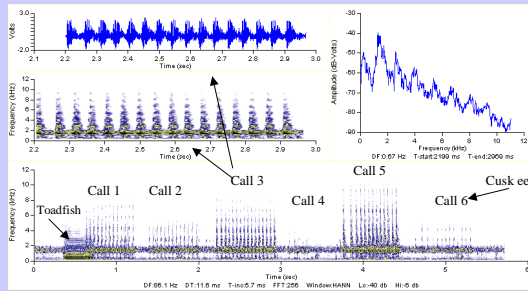 3.0
Volts
-2.0
2.0 2.1 2.2 2.3 2.4 2.5 2.6 2.7 2.8 2.9 3.0
Time (sec)
Frequency (kHz)
12
10
8
6
4
2
0
2.2 2.3 2.4 2.5 2.6 2.7 2.8 2.9 3.0
Time (sec)
Amplitude (dB-Volts)
-30
-40
-50
-60
-70
-80
-90
0 2 4 6 8 10 12
Frequency (kHz)
DF:0.67 Hz T-start:2199 ms T-end:2969 ms
Call 1 Call 2 Call 3 Call 4 Call 5 Call 6 Cusk ee
Toadfish
Frequency (kHz)
12
8
4
0
0 1 2 3 4 5
Time (sec)
DF:86.1 Hz DT:11.6 ms T-inc:5.7 ms FFT:256 Window:HANN Lo:-40 db Hi:-6 db